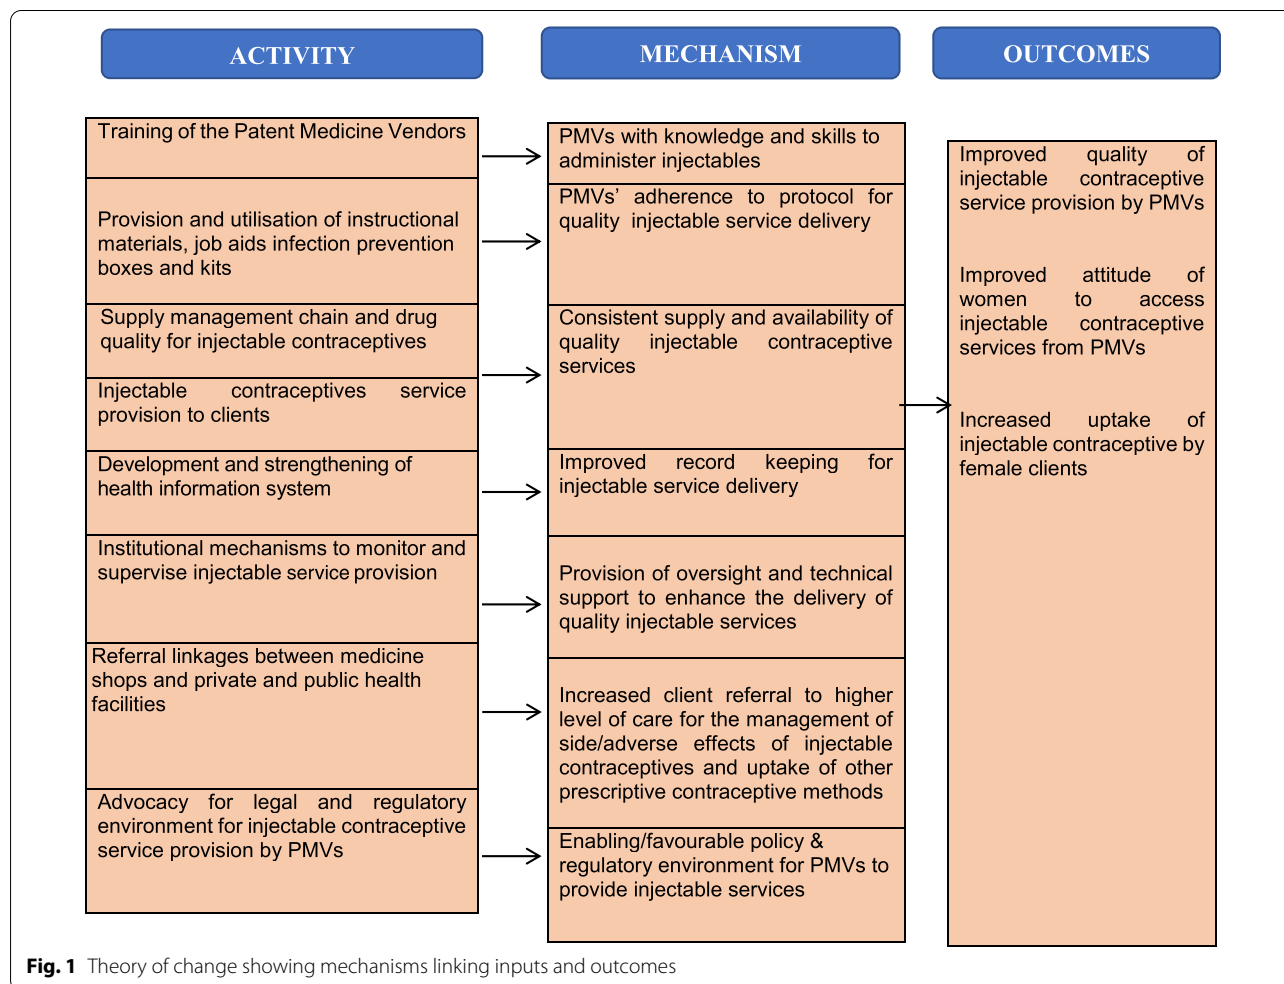 ACTIVITY
MECHANISM
OUTCOMES
Training of the Patent Medicine Vendors
Provision and utilisation of instructional
materials, job aids infection prevention
boxes and kits
Supply management chain and drug
quality for injectable contraceptives
Injectable contraceptives service
provision to clients
Development and strengthening of
health information system
Institutional mechanisms to monitor and
supervise injectable service provision
Referral linkages between medicine
shops and private and public health
facilities
Advocacy for legal and regulatory
environment for injectable contraceptive
service provision by PMVs
PMVs with knowledge and skills to
administer injectables
PMVs' adherence to protocol for
quality injectable service delivery
Consistent supply and availability of
quality injectable contraceptive
services
Improved record keeping for
injectable service delivery
Provision of oversight and technical
support to enhance the delivery of
quality injectable services
Increased client referral to higher
level of care for the management of
side/adverse effects of injectable
contraceptives and uptake of other
prescriptive contraceptive methods
Enabling/favourable policy &
regulatory environment for PMVs to
provide injectable services
Improved quality of
injectable contraceptive
service provision by PMVs
Improved attitude of
women to access
injectable contraceptive
services from PMVs
Increased uptake of
injectable contraceptive by
female clients
Fig. 1 Theory of change showing mechanisms linking inputs and outcomes